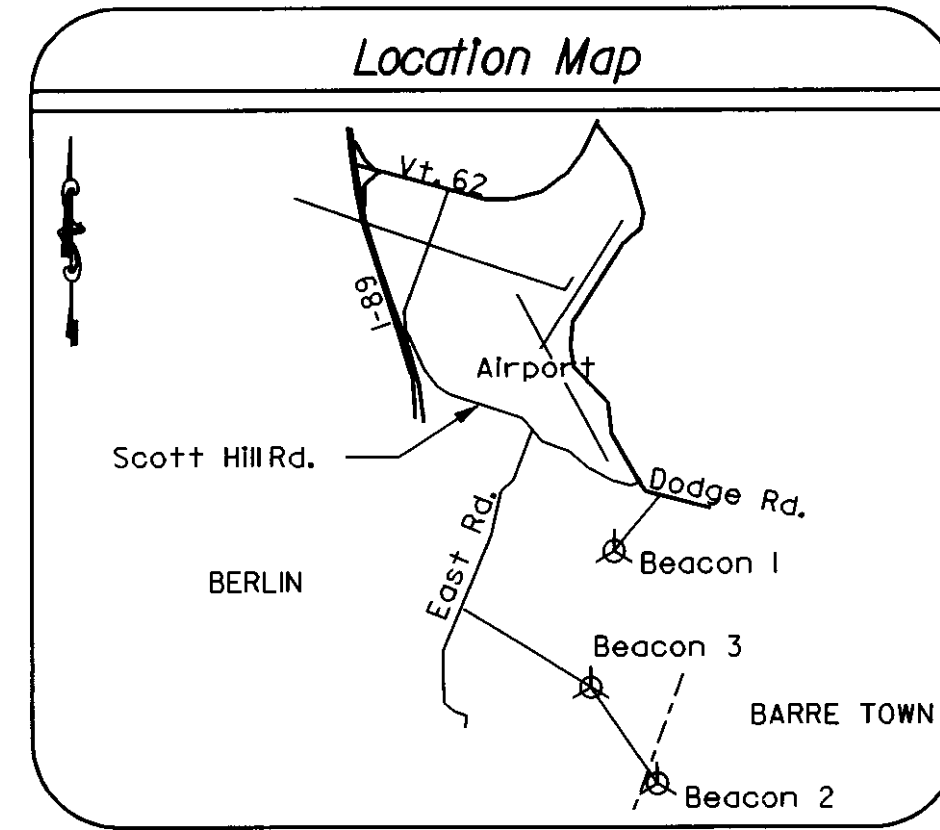 Location Map
Vt. 62
I-89
Airport
Scott Hill Rd.
Dodge Rd.
East Rd.
Beacon 1
BERLIN
Beacon 3
BARRE TOWN
Beacon 2